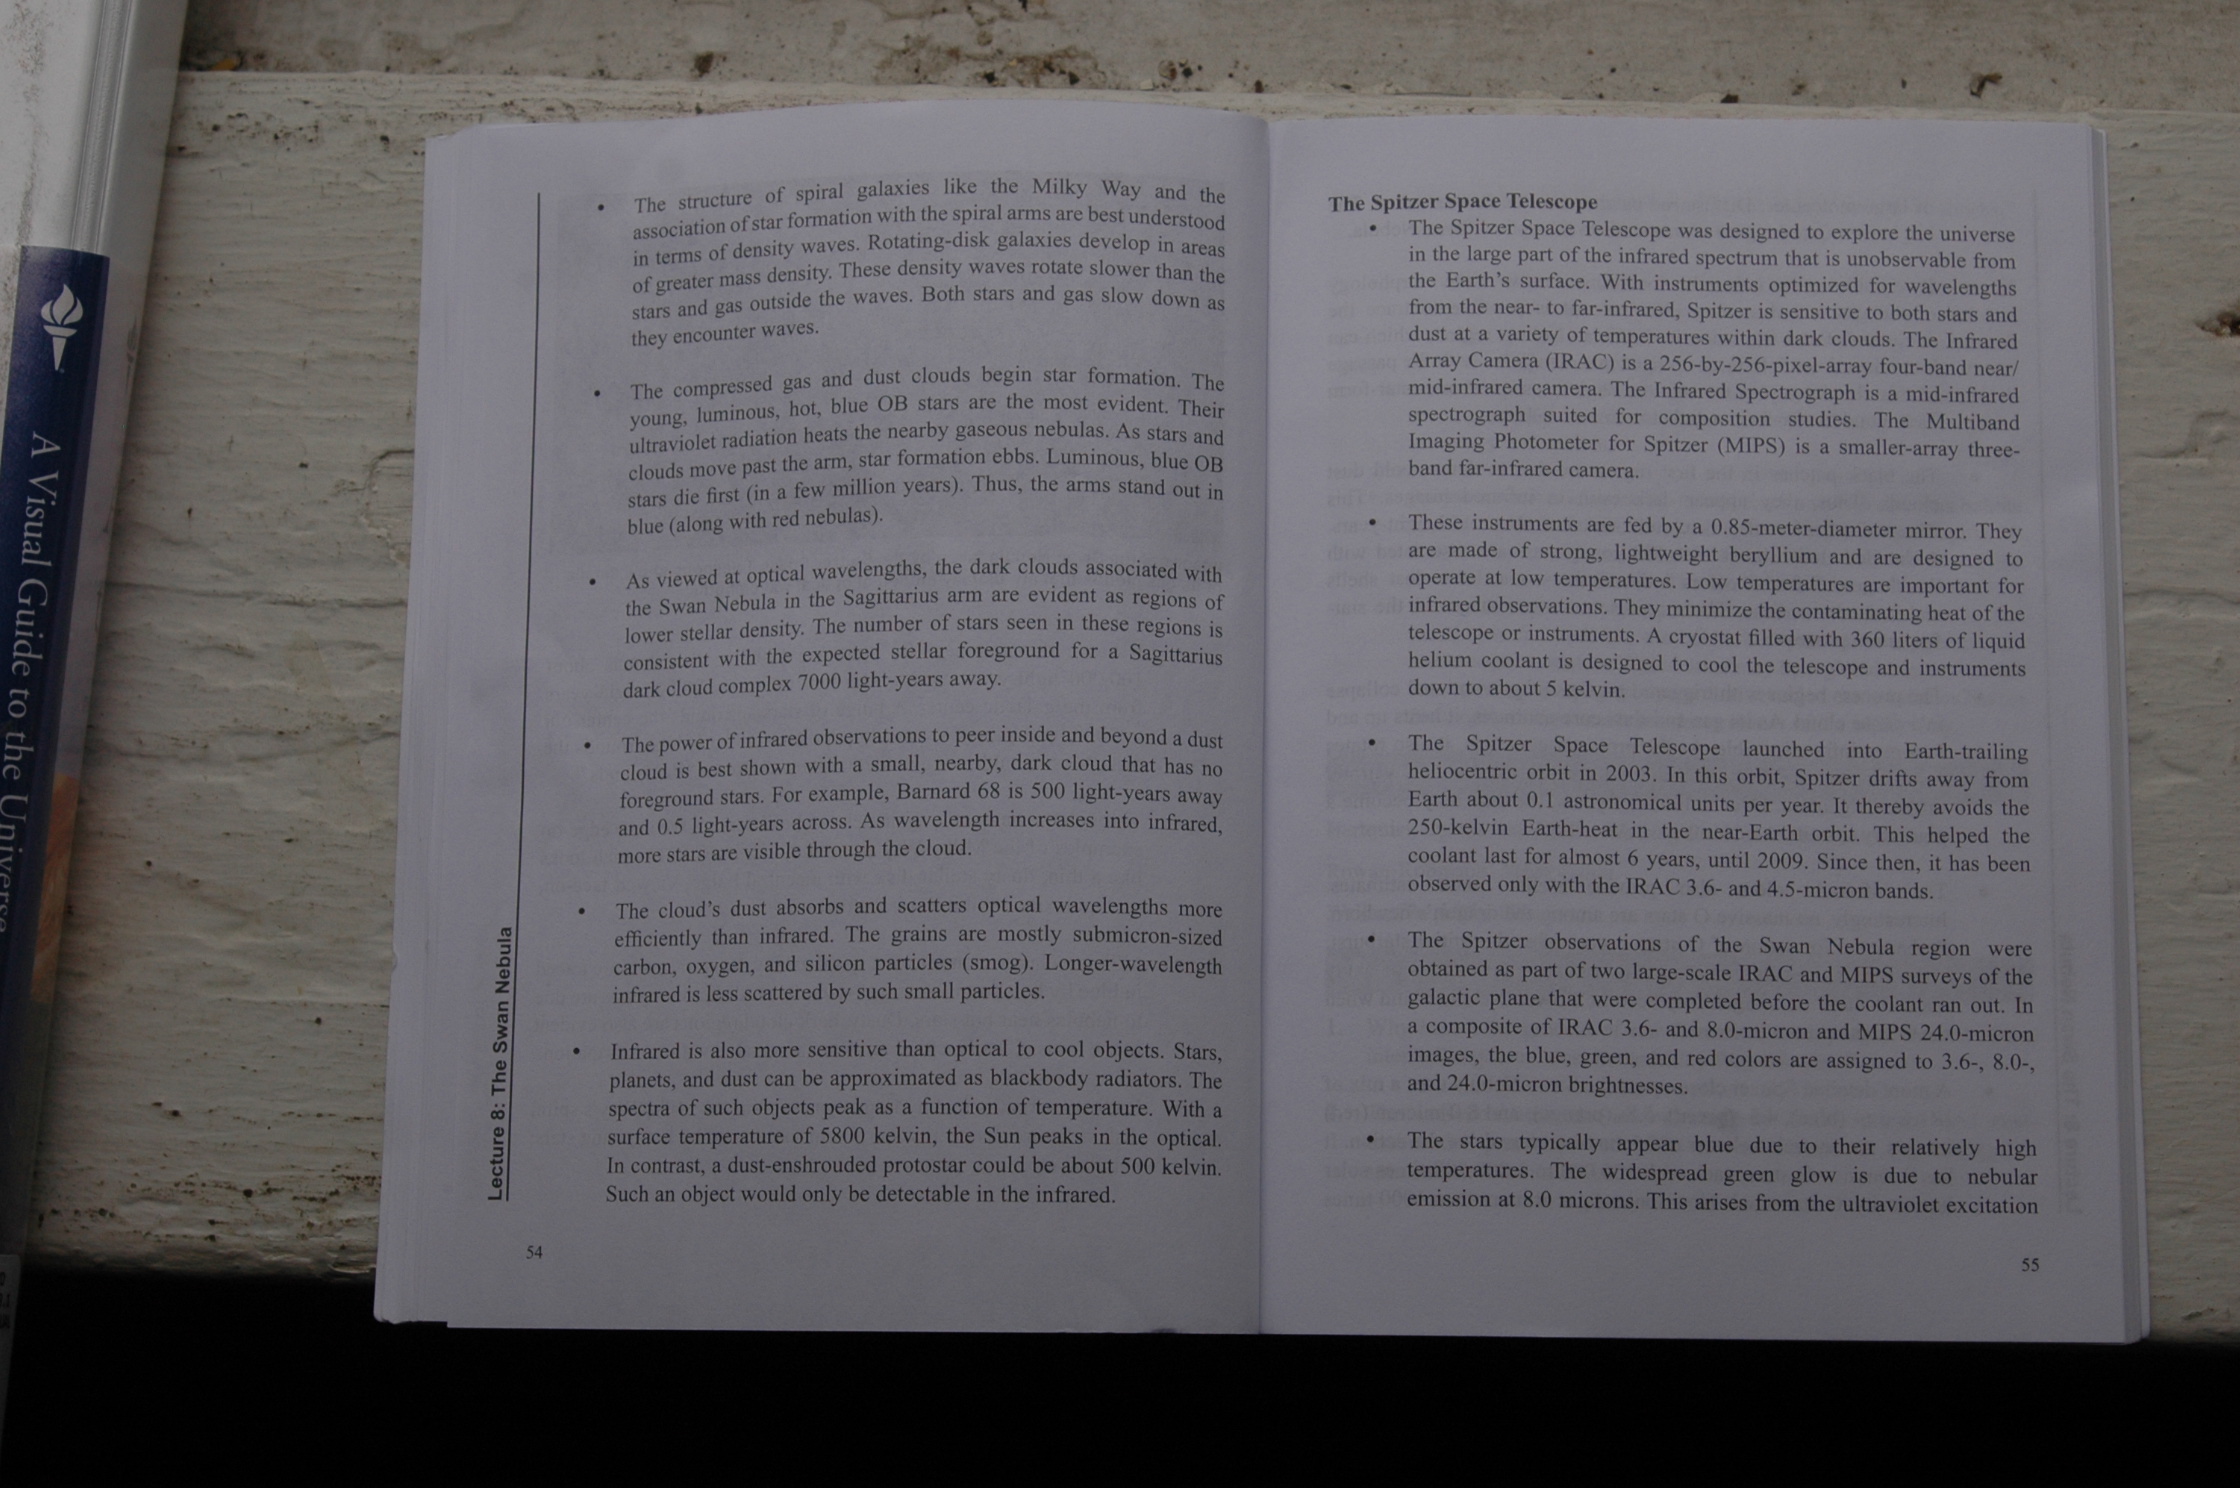 A Visual Guide to the Universe
Lecture 8: The Swan Nebula
• The structure of spiral galaxies like the Milky Way and the
association of star formation with the spiral arms are best understood
in terms of density waves. Rotating-disk galaxies develop in areas
of greater mass density. These density waves rotate slower than the
stars and gas outside the waves. Both stars and gas slow down as
they encounter waves.
• The compressed gas and dust clouds begin star formation. The
young, luminous, hot, blue OB stars are the most evident. Their
ultraviolet radiation heats the nearby gaseous nebulas. As stars and
clouds move past the arm, star formation ebbs. Luminous, blue OB
stars die first (in a few million years). Thus, the arms stand out in
blue (along with red nebulas).
• As viewed at optical wavelengths, the dark clouds associated with
the Swan Nebula in the Sagittarius arm are evident as regions of
lower stellar density. The number of stars seen in these regions is
consistent with the expected stellar foreground for a Sagittarius
dark cloud complex 7000 light-years away.
• The power of infrared observations to peer inside and beyond a dust
cloud is best shown with a small, nearby, dark cloud that has no
foreground stars. For example, Barnard 68 is 500 light-years away
and 0.5 light-years across. As wavelength increases into infrared,
more stars are visible through the cloud.
• The cloud's dust absorbs and scatters optical wavelengths more
efficiently than infrared. The grains are mostly submicron-sized
carbon, oxygen, and silicon particles (smog). Longer-wavelength
infrared is less scattered by such small particles.
• Infrared is also more sensitive than optical to cool objects. Stars,
planets, and dust can be approximated as blackbody radiators. The
spectra of such objects peak as a function of temperature. With a
surface temperature of 5800 kelvin, the Sun peaks in the optical.
In contrast, a dust-enshrouded protostar could be about 500 kelvin.
Such an object would only be detectable in the infrared.
54
The Spitzer Space Telescope
• The Spitzer Space Telescope was designed to explore the universe
in the large part of the infrared spectrum that is unobservable from
the Earth's surface. With instruments optimized for wavelengths
from the near- to far-infrared, Spitzer is sensitive to both stars and
dust at a variety of temperatures within dark clouds. The Infrared
Array Camera (IRAC) is a 256-by-256-pixel-array four-band near/
mid-infrared camera. The Infrared Spectrograph is a mid-infrared
spectrograph suited for composition studies. The Multiband
Imaging Photometer for Spitzer (MIPS) is a smaller-array three-
band far-infrared camera.
• These instruments are fed by a 0.85-meter-diameter mirror. They
are made of strong, lightweight beryllium and are designed to
operate at low temperatures. Low temperatures are important for
infrared observations. They minimize the contaminating heat of the
telescope or instruments. A cryostat filled with 360 liters of liquid
helium coolant is designed to cool the telescope and instruments
down to about 5 kelvin.
• The Spitzer Space Telescope launched into Earth-trailing
heliocentric orbit in 2003. In this orbit, Spitzer drifts away from
Earth about 0.1 astronomical units per year. It thereby avoids the
250-kelvin Earth-heat in the near-Earth orbit. This helped the
coolant last for almost 6 years, until 2009. Since then, it has been
observed only with the IRAC 3.6- and 4.5-micron bands.
• The Spitzer observations of the Swan Nebula region were
obtained as part of two large-scale IRAC and MIPS surveys of the
galactic plane that were completed before the coolant ran out. In
a composite of IRAC 3.6- and 8.0-micron and MIPS 24.0-micron
images, the blue, green, and red colors are assigned to 3.6-, 8.0-,
and 24.0-micron brightnesses.
• The stars typically appear blue due to their relatively high
temperatures. The widespread green glow is due to nebular
emission at 8.0 microns. This arises from the ultraviolet excitation
55